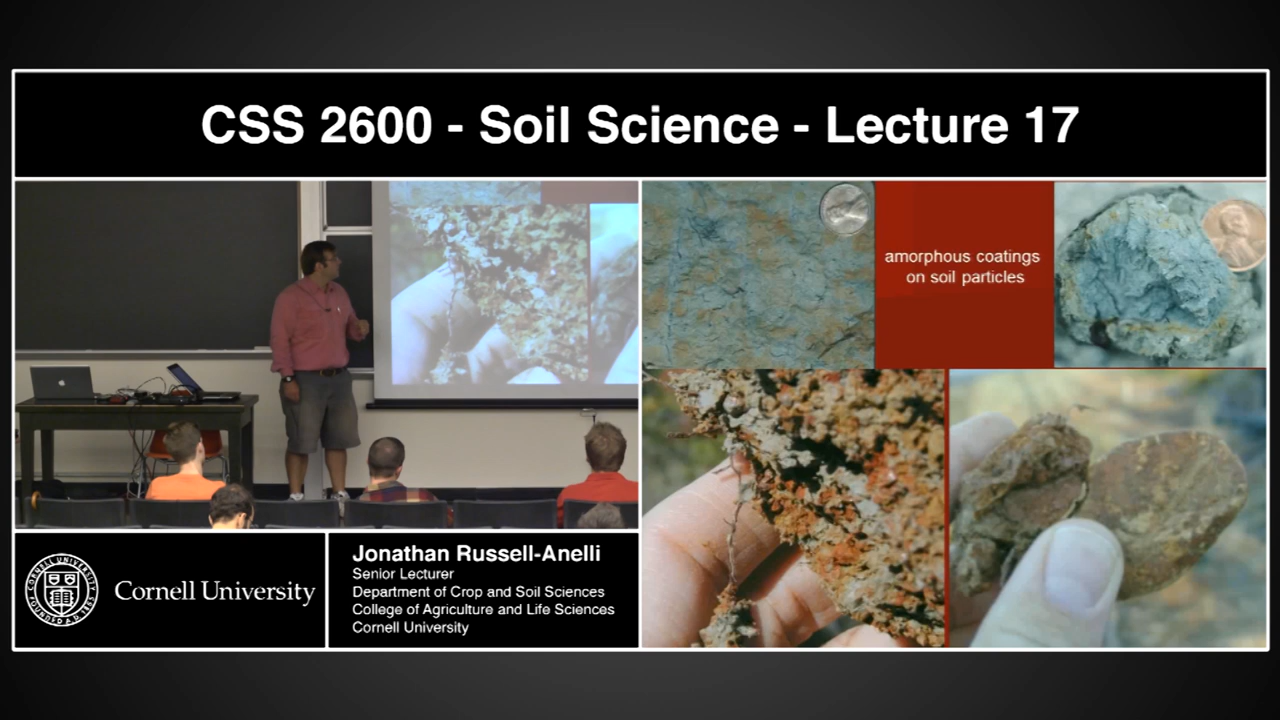 CSS 2600 - Soil Science - Lecture 17
amorphous coatings
on soil particles
Cornell University
Jonathan Russell-Anelli
Senior Lecturer
Department of Crop and Soil Sciences
College of Agriculture and Life Sciences
Cornell University